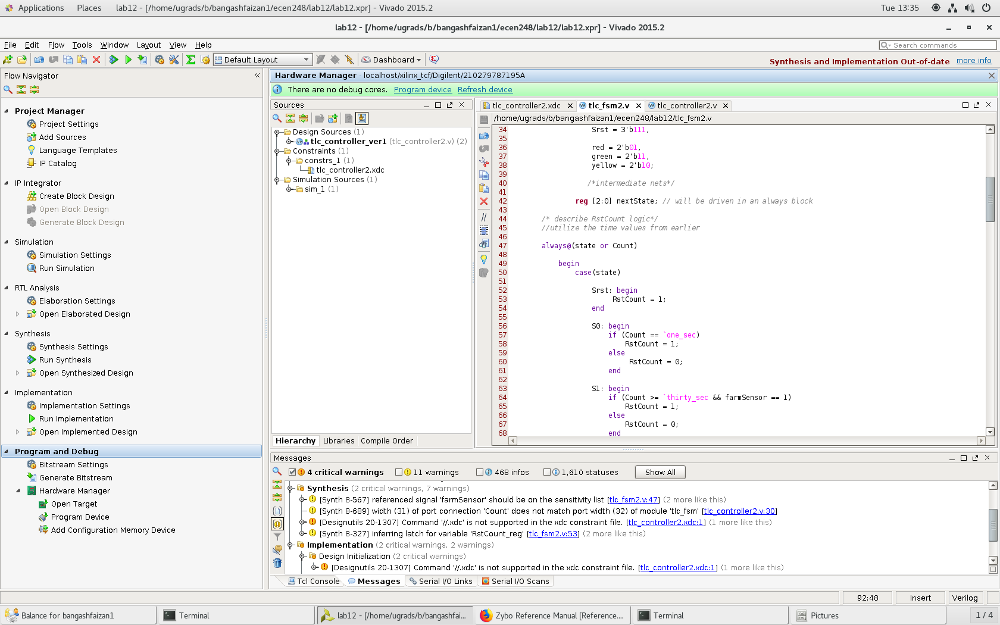 Applications Places lab12 - [/home/ugrads/b/bangashfaizan1/ecen248/lab12/lab12.xpr] - Vivado 2015.2 Tue 13:35
lab12 - [/home/ugrads/b/bangashfaizan1/ecen248/lab12/lab12.xpr] - Vivado 2015.2
File Edit Flow Tools Window Layout View Help Search commands
Default Layout Dashboard Synthesis and Implementation Out-of-date more info
Flow Navigator
Project Manager
Project Settings
Add Sources
Language Templates
IP Catalog
IP Integrator
Create Block Design
Open Block Design
Generate Block Design
Simulation
Simulation Settings
Run Simulation
RTL Analysis
Elaboration Settings
Open Elaborated Design
Synthesis
Synthesis Settings
Run Synthesis
Open Synthesized Design
Implementation
Implementation Settings
Run Implementation
Open Implemented Design
Program and Debug
Bitstream Settings
Generate Bitstream
Hardware Manager
Open Target
Program Device
Add Configuration Memory Device
Hardware Manager - localhost/xilinx_tcf/Digilent/210279787195A
There are no debug cores. Program device Refresh device
Sources
Design Sources (1)
tlc_controller_ver1 (tlc_controller2.v) (2)
Constraints (1)
constrs_1 (1)
tlc_controller2.xdc
Simulation Sources (1)
sim_1 (1)
Hierarchy Libraries Compile Order
tlc_controller2.xdc tlc_fsm2.v tlc_controller2.v
/home/ugrads/b/bangashfaizan1/ecen248/lab12/tlc_fsm2.v
34 Srst = 3'b111,
35
36 red = 2'b01,
37 green = 2'b11,
38 yellow = 2'b10;
39
40 /*intermediate nets*/
41
42 reg [2:0] nextState; // will be driven in an always block
43
44 /* describe RstCount logic*/
45 //utilize the time values from earlier
46
47 always@(state or Count)
48
49 begin
50 case(state)
51
52 Srst: begin
53 RstCount = 1;
54 end
55
56 S0: begin
57 if (Count == `one_sec)
58 RstCount = 1;
59 else
60 RstCount = 0;
61 end
62
63 S1: begin
64 if (Count >= `thirty_sec && farmSensor == 1)
65 RstCount = 1;
66 else
67 RstCount = 0;
68 end
Messages
4 critical warnings 11 warnings 468 infos 1,610 statuses Show All
Synthesis (2 critical warnings, 7 warnings)
[Synth 8-567] referenced signal 'farmSensor' should be on the sensitivity list [tlc_fsm2.v:47] (2 more like this)
[Synth 8-689] width (31) of port connection 'Count' does not match port width (32) of module 'tlc_fsm' [tlc_controller2.v:30]
[Designutils 20-1307] Command '//.xdc' is not supported in the xdc constraint file. [tlc_controller2.xdc:1] (1 more like this)
[Synth 8-327] inferring latch for variable 'RstCount_reg' [tlc_fsm2.v:53] (2 more like this)
Implementation (2 critical warnings, 2 warnings)
Design Initialization (2 critical warnings)
[Designutils 20-1307] Command '//.xdc' is not supported in the xdc constraint file. [tlc_controller2.xdc:1] (1 more like this)
Tcl Console Messages Serial I/O Links Serial I/O Scans
92:48 Insert Verilog
Balance for bangashfaizan1 Terminal lab12 - [/home/ugrads/b/bangashfai... Zybo Reference Manual [Reference.... Terminal Pictures 1 / 4